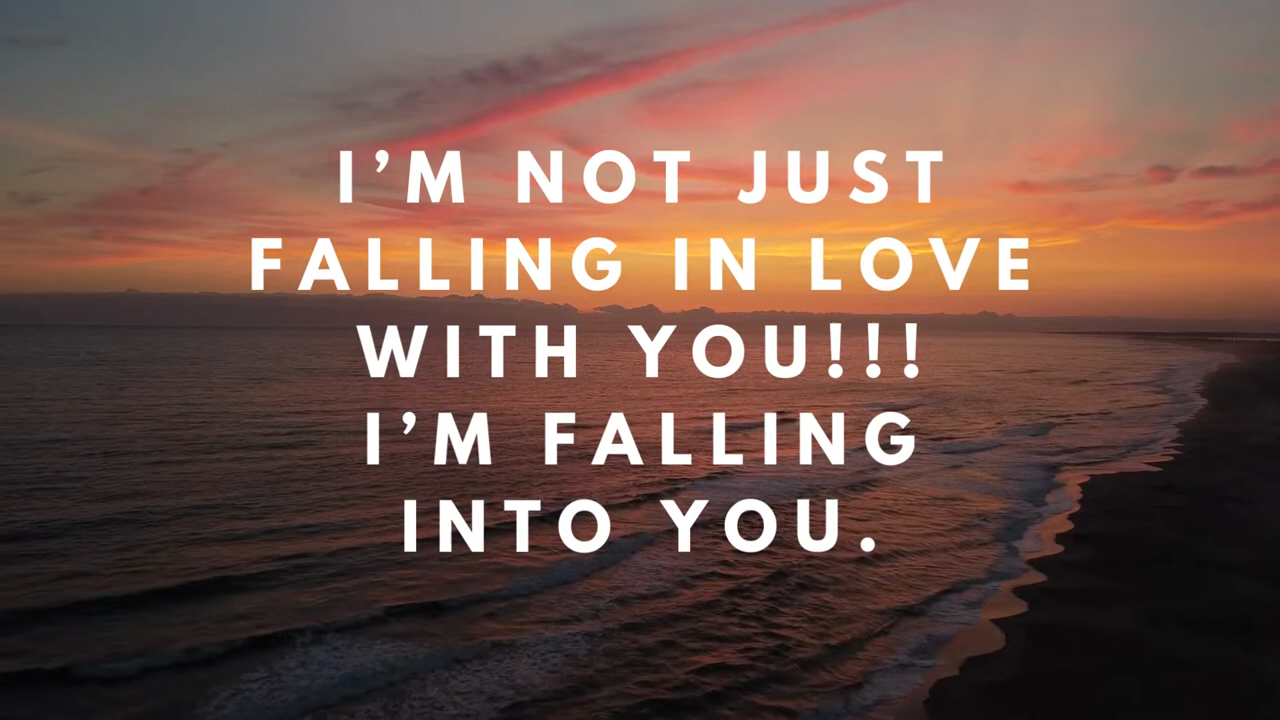 I’M NOT JUST
FALLING IN LOVE
WITH YOU!!!
I’M FALLING
INTO YOU.